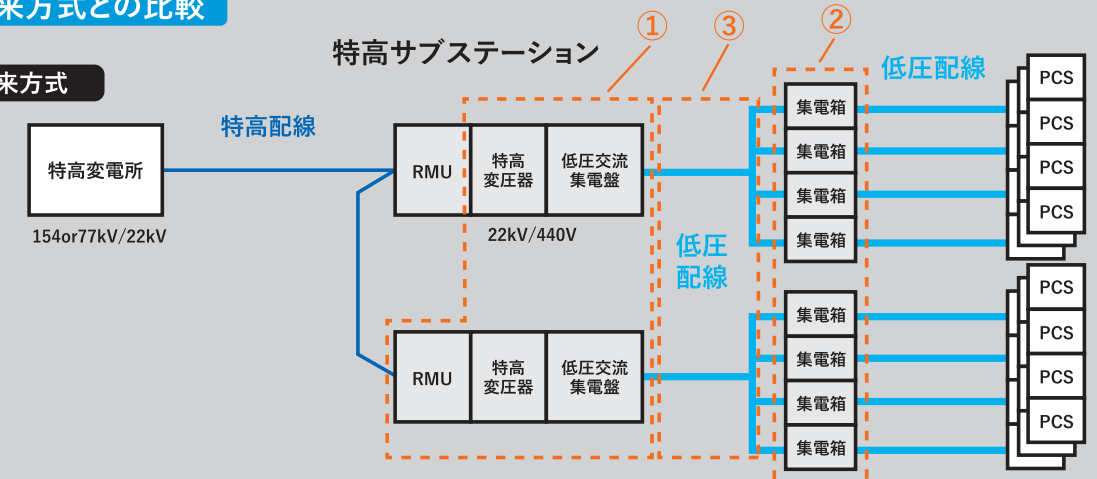 来方式との比較
来方式
特高サブステーション
①
③
②
特高配線
低圧配線
特高変電所
154or77kV/22kV
RMU
特高
変圧器
低圧交流
集電盤
22kV/440V
低圧
配線
集電箱
集電箱
集電箱
集電箱
PCS
PCS
PCS
PCS
RMU
特高
変圧器
低圧交流
集電盤
集電箱
集電箱
集電箱
集電箱
PCS
PCS
PCS
PCS